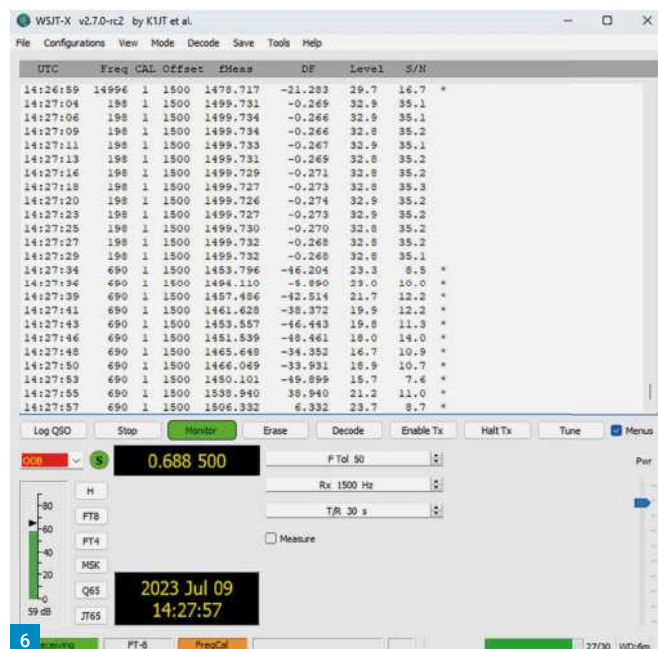 WSJT-X v2.7.0-rc2 by K1JT et al.
File Configurations View Mode Decode Save Tools Help
UTC Freq CAL Offset fMeas DF Level S/N
14:26:59 14996 1 1500 1478.717 -21.283 29.7 16.7 *
14:27:04 198 1 1500 1499.731 -0.269 32.9 35.1
14:27:06 198 1 1500 1499.734 -0.266 32.9 35.1
14:27:09 198 1 1500 1499.734 -0.266 32.8 35.2
14:27:11 198 1 1500 1499.733 -0.267 32.9 35.1
14:27:13 198 1 1500 1499.731 -0.269 32.8 35.2
14:27:16 198 1 1500 1499.729 -0.271 32.8 35.2
14:27:18 198 1 1500 1499.727 -0.273 32.8 35.3
14:27:20 198 1 1500 1499.726 -0.274 32.9 35.2
14:27:23 198 1 1500 1499.727 -0.273 32.9 35.2
14:27:25 198 1 1500 1499.730 -0.270 32.8 35.2
14:27:27 198 1 1500 1499.732 -0.268 32.8 35.2
14:27:29 198 1 1500 1499.732 -0.268 32.8 35.1
14:27:34 690 1 1500 1453.796 -46.204 23.3 8.5 *
14:27:36 690 1 1500 1494.110 -5.890 23.0 10.0 *
14:27:39 690 1 1500 1457.486 -42.514 21.7 12.2 *
14:27:41 690 1 1500 1461.628 -38.372 19.9 12.2 *
14:27:43 690 1 1500 1453.557 -46.443 19.8 11.3 *
14:27:46 690 1 1500 1451.539 -48.461 18.0 14.0 *
14:27:48 690 1 1500 1465.648 -34.352 16.7 10.9 *
14:27:50 690 1 1500 1466.069 -33.931 18.9 10.7 *
14:27:53 690 1 1500 1450.101 -49.899 15.7 7.6 *
14:27:55 690 1 1500 1538.940 38.940 21.2 11.0 *
14:27:57 690 1 1500 1506.332 6.332 23.7 8.7 *
Log QSO Stop Monitor Erase Decode Enable Tx Halt Tx Tune Menus
OOB S 0.688 500 F Tol 50 Pwr
H Rx 1500 Hz
-80 FT8 T/R 30 s
-60 FT4 Measure
-40 MSK
-20 Q65 2023 Jul 09
-0 14:27:57
59 dB JT65
6 Receiving FT-8 FreqCal 27/30 WD:6m